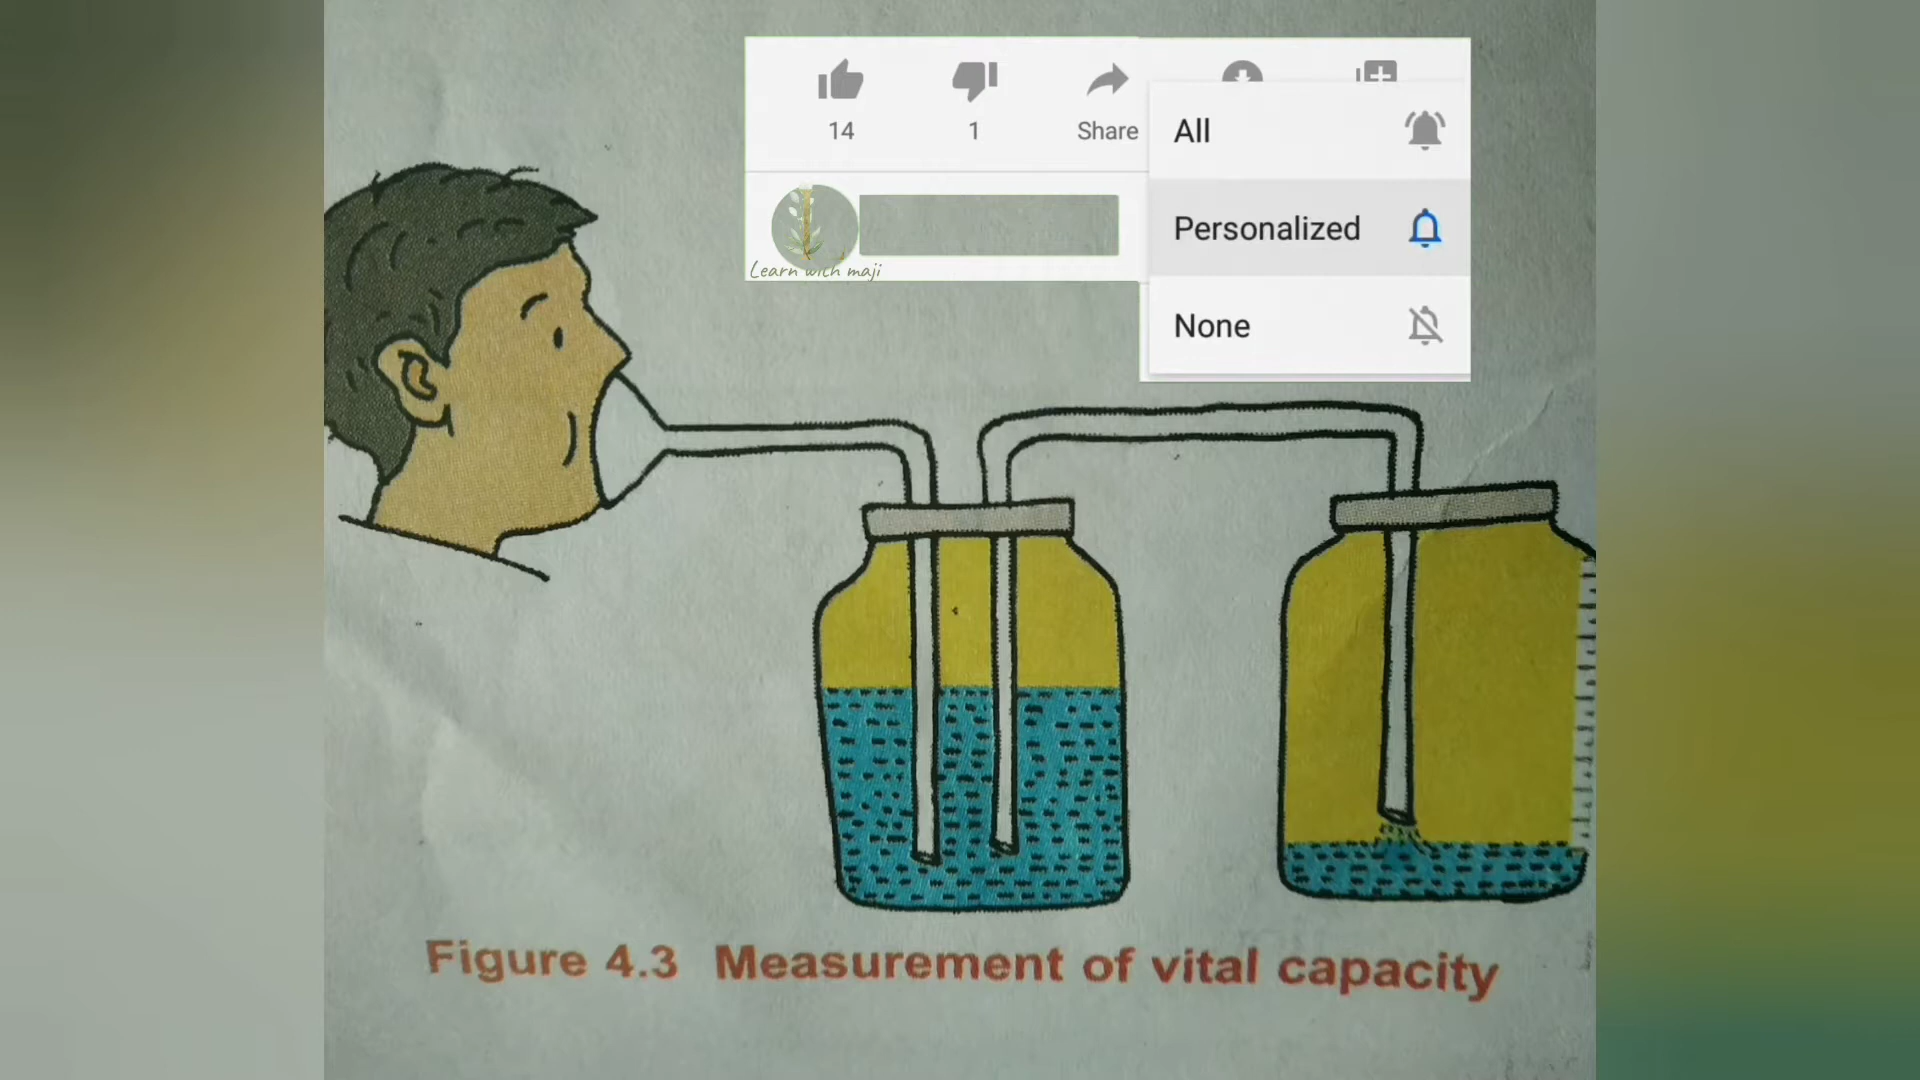 14
1
Share
All
Personalized
None
Learn with maji
Figure 4.3 Measurement of vital capacity